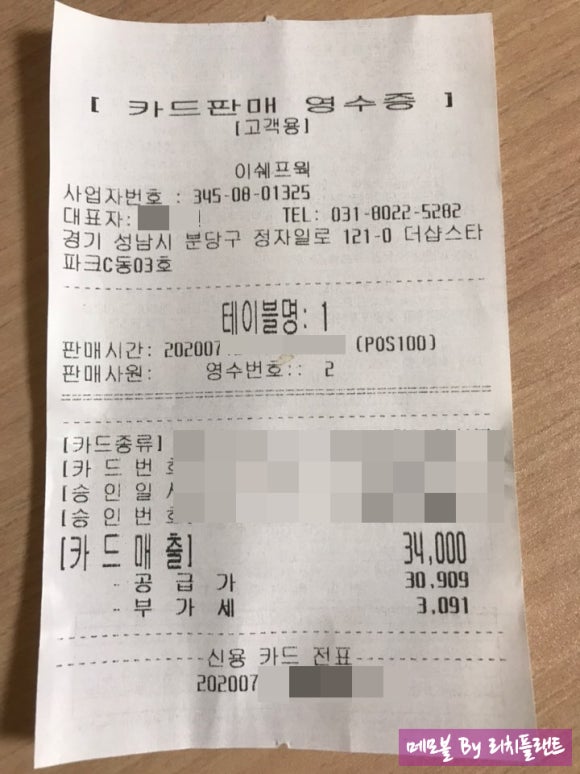 [ 카드판매 영수증 ]
[고객용]
이쉐프웍
사업자번호 : 345-08-01325
대표자: TEL: 031-8022-5282
경기 성남시 분당구 정자일로 121-0 더샵스타
파크C동03호
테이블명: 1
판매시간: 202007 (POS100)
판매사원: 영수번호:: 2
[카드종류]
[카 드 번
[승 인 일
[승 인 번
[카드매출] 34,000
- 공 급 가 30,909
- 부 가 세 3,091
신용 카드 전표
202007
메모볼 By 리치플랜트